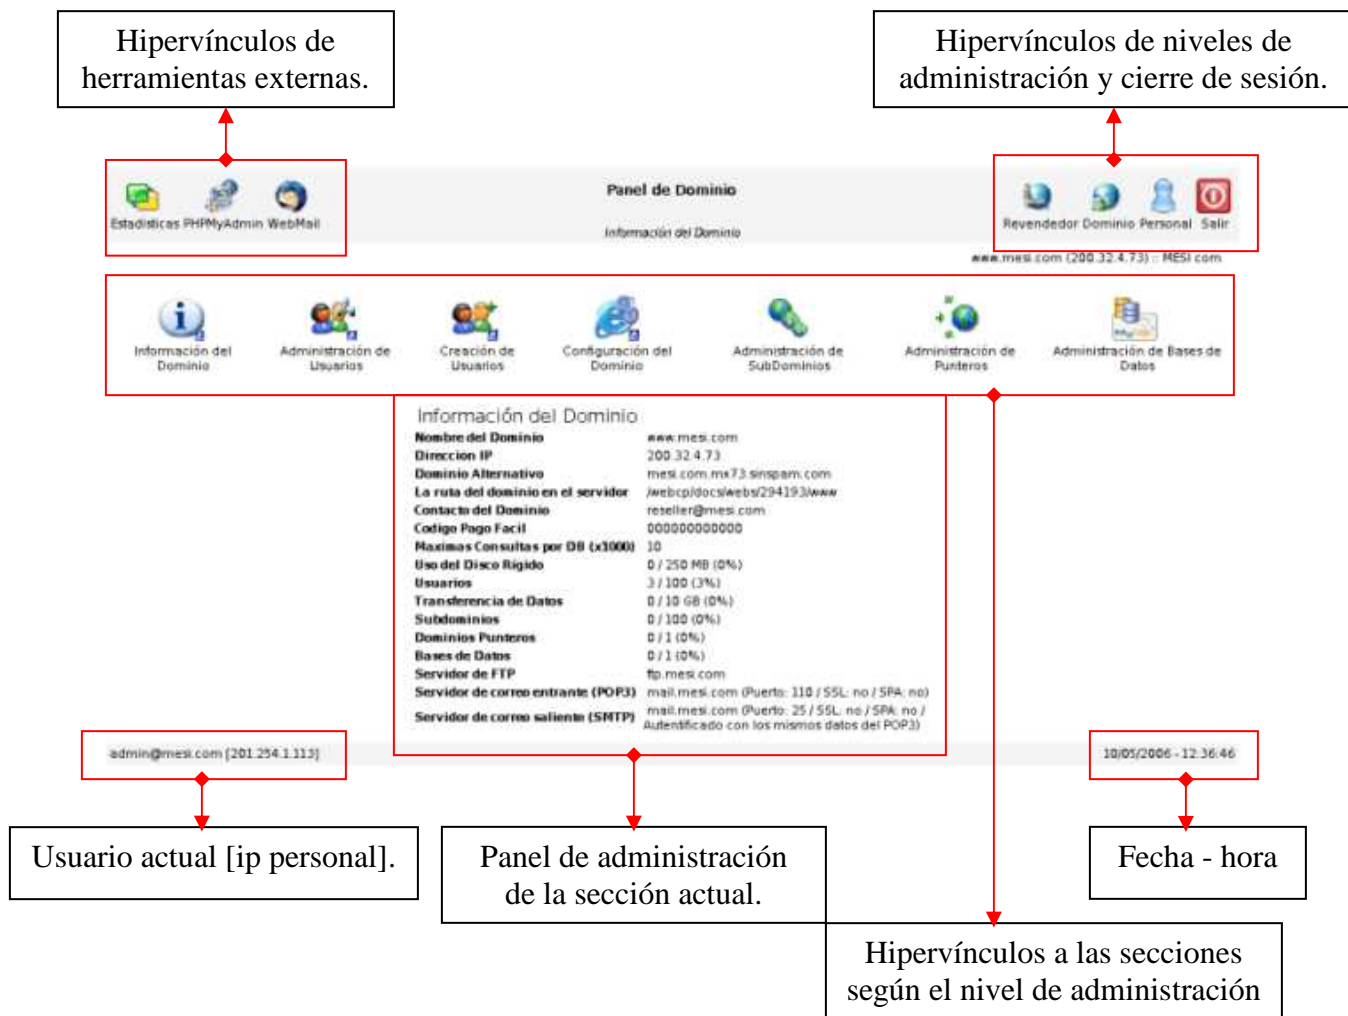 Hipervínculos de
herramientas externas.
Hipervínculos de niveles de
administración y cierre de sesión.
Estadisticas PHPMyAdmin WebMail
Panel de Dominio
Información del Dominio
Revendedor Dominio Personal Salir
www.mesi.com (200.32.4.73) :: MESI com
Información del
Dominio
Administración de
Usuarios
Creación de
Usuarios
Configuración del
Dominio
Administración de
SubDominios
Administración de
Punteros
Administración de Bases de
Datos
Información del Dominio
Nombre del Dominio www.mesi.com
Dirección IP 200.32.4.73
Dominio Alternativo mesi.com.mx73.sinspam.com
La ruta del dominio en el servidor /webcp/docs/webs/294193/www
Contacto del Dominio reseller@mesi.com
Codigo Pago Facil 000000000000
Maximas Consultas por DB (x1000) 10
Uso del Disco Rígido 0 / 250 MB (0%)
Usuarios 3 / 100 (3%)
Transferencia de Datos 0 / 10 GB (0%)
Subdominios 0 / 100 (0%)
Dominios Punteros 0 / 1 (0%)
Bases de Datos 0 / 1 (0%)
Servidor de FTP ftp.mesi.com
Servidor de correo entrante (POP3) mail.mesi.com (Puerto: 110 / SSL: no / SPA: no)
Servidor de correo saliente (SMTP) mail.mesi.com (Puerto: 25 / SSL: no / SPA: no /
Autentificado con los mismos datos del POP3)
admin@mesi.com [201.254.1.113]
10/05/2006 - 12:36:46
Usuario actual [ip personal].
Panel de administración
de la sección actual.
Fecha - hora
Hipervínculos a las secciones
según el nivel de administración